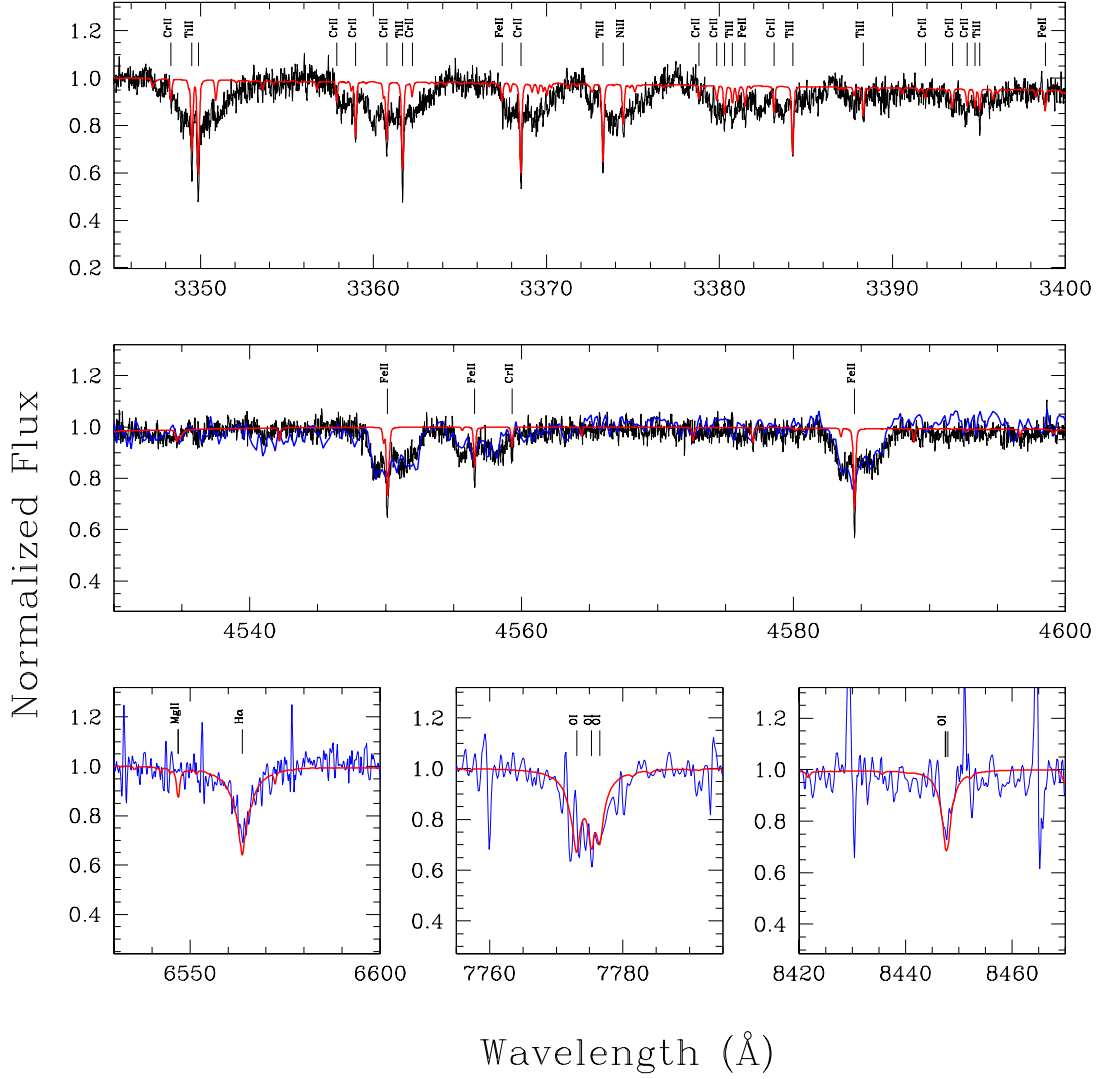 CrII TiII CrII CrII CrII TiII CrII FeII CrII TiII NiII CrII CrII TiII FeII CrII TiII TiII CrII CrII CrII TiII FeII
1.2
1.0
0.8
0.6
0.4
0.2
3350 3360 3370 3380 3390 3400
FeII FeII CrII FeII
1.2
1.0
0.8
0.6
0.4
4540 4560 4580 4600
Normalized Flux
MgII Hα
1.2
1.0
0.8
0.6
0.4
6550 6600
OI OI OI
1.2
1.0
0.8
0.6
0.4
7760 7780
OI
1.2
1.0
0.8
0.6
0.4
8420 8440 8460
Wavelength (Å)